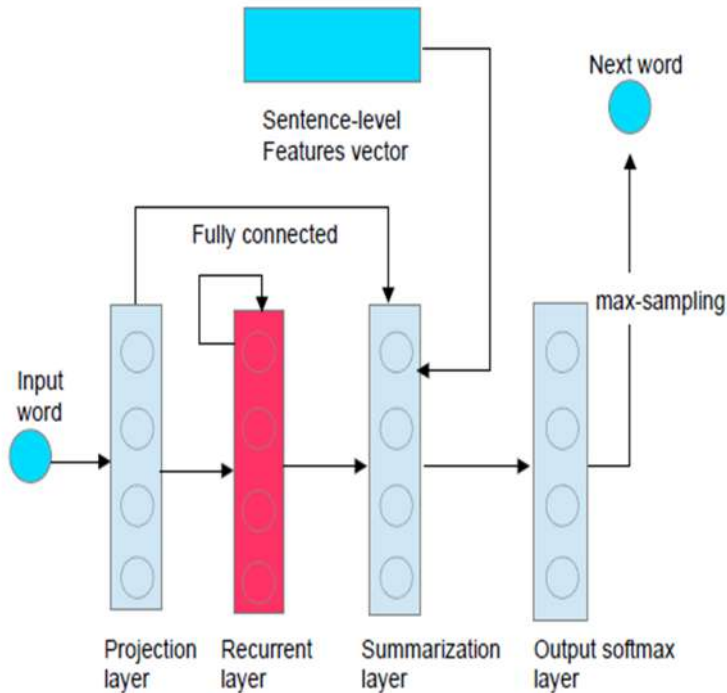 Sentence-level
Features vector
Next word
Fully connected
max-sampling
Input
word
Projection
layer
Recurrent
layer
Summarization
layer
Output softmax
layer